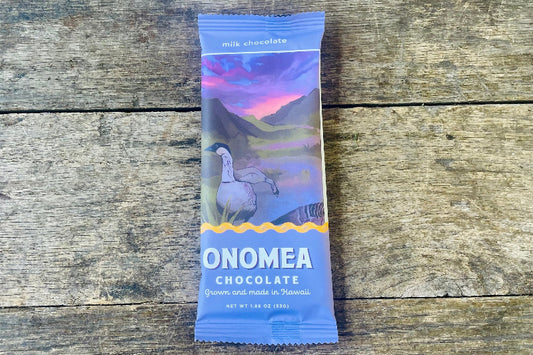 milk chocolate
ONOMEA
CHOCOLATE
Grown and made in Hawaii
NET WT 1.86 OZ (53G)